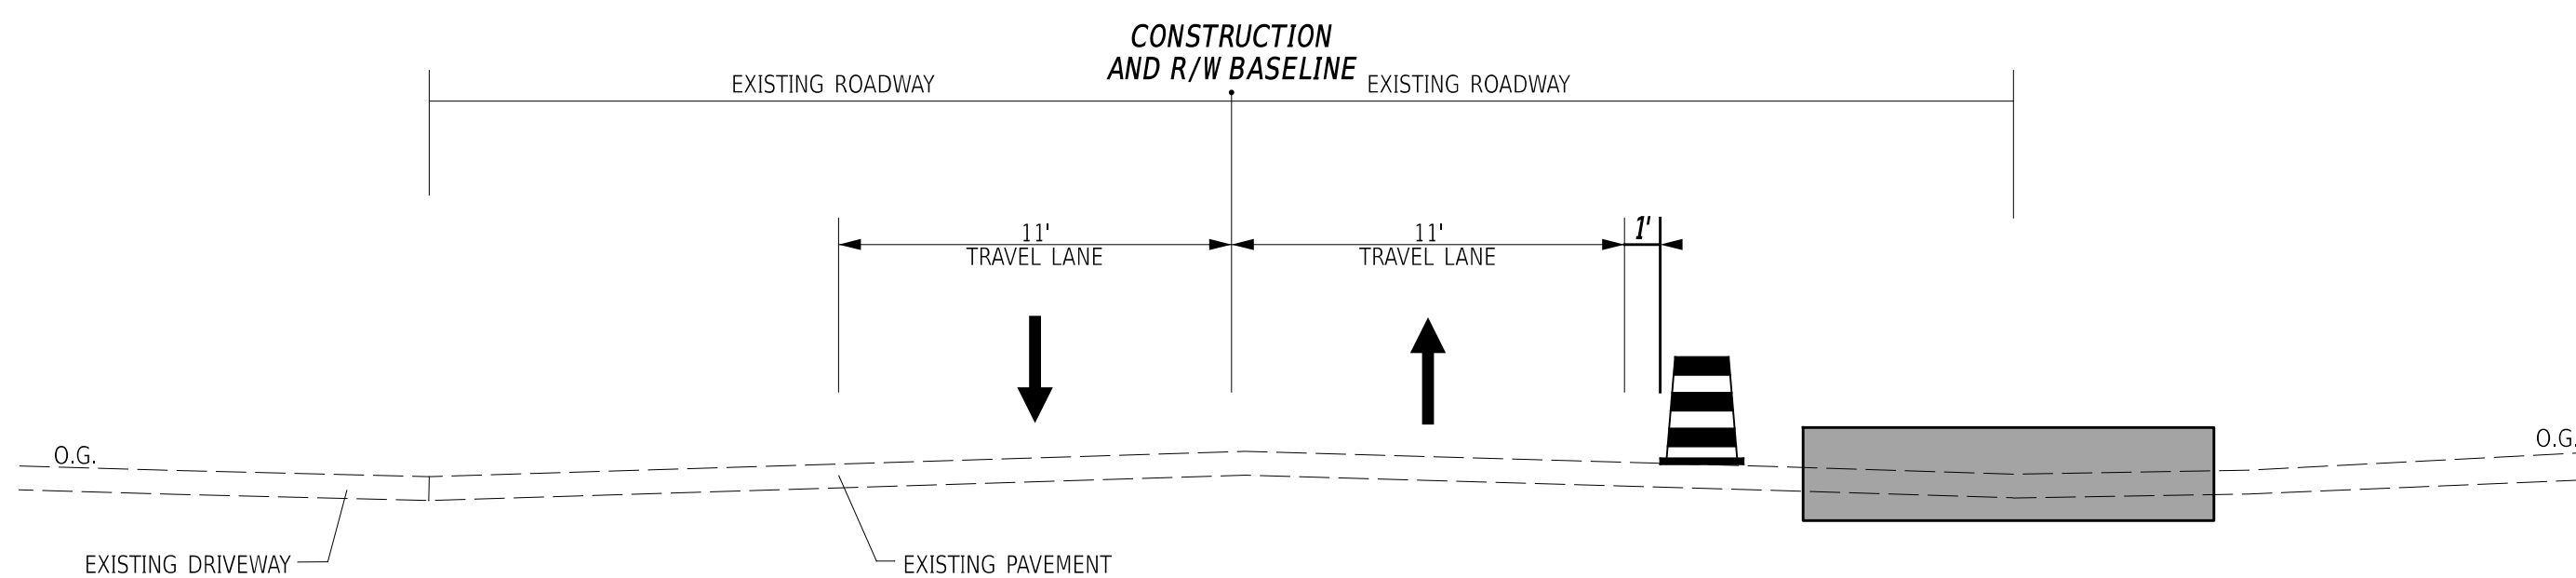 CONSTRUCTION
AND R/W BASELINE
EXISTING ROADWAY
EXISTING ROADWAY
11'
TRAVEL LANE
11'
TRAVEL LANE
1'
O.G.
O.G.
EXISTING DRIVEWAY
EXISTING PAVEMENT